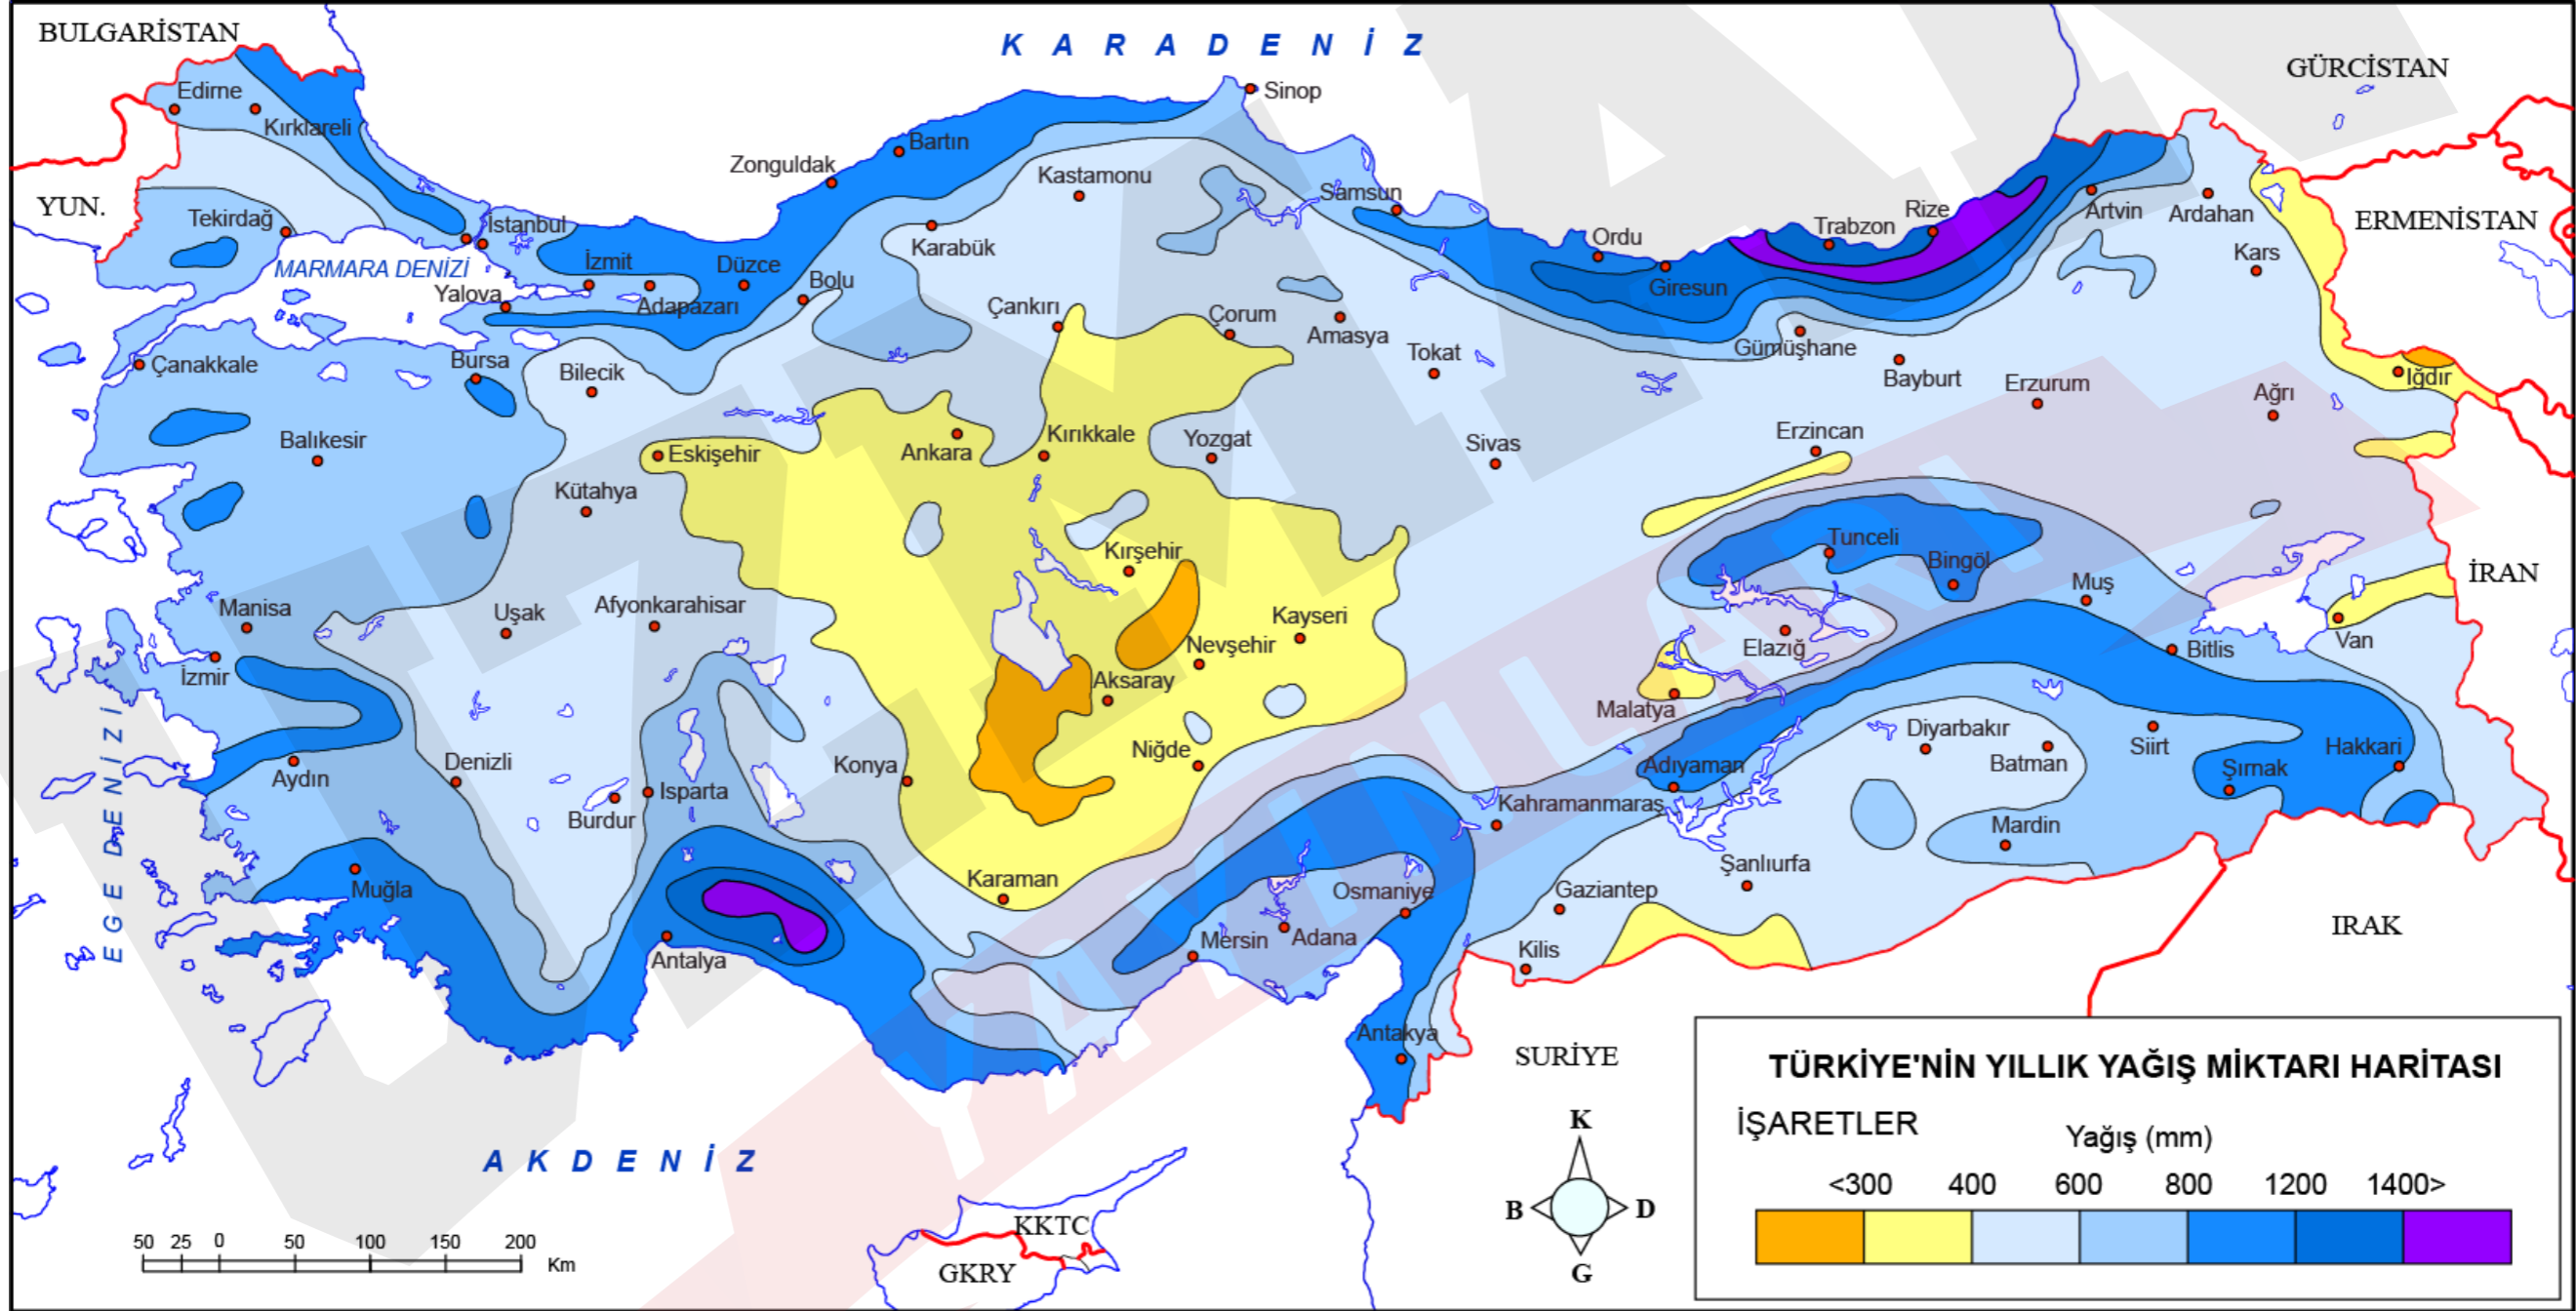 BULGARİSTAN
K A R A D E N İ Z
GÜRCİSTAN
Edirne
Kırklareli
Sinop
Bartın
Zonguldak
Kastamonu
Samsun
YUN.
ERMENİSTAN
Tekirdağ
İstanbul
Karabük
Ordu
Trabzon
Rize
Artvin
Ardahan
MARMARA DENİZİ
İzmit
Düzce
Bolu
Kars
Yalova
Adapazarı
Çankırı
Çorum
Amasya
Giresun
Gümüşhane
Çanakkale
Bursa
Bilecik
Tokat
Bayburt
Erzurum
Ağrı
Iğdır
Balıkesir
Eskişehir
Ankara
Kırıkkale
Yozgat
Sivas
Erzincan
Kütahya
Kırşehir
Tunceli
Bingöl
Muş
İRAN
Manisa
Uşak
Afyonkarahisar
Kayseri
Nevşehir
Elazığ
Bitlis
Van
İzmir
Aksaray
Malatya
EGE DENİZİ
Aydın
Denizli
Isparta
Burdur
Konya
Niğde
Adıyaman
Diyarbakır
Batman
Siirt
Şırnak
Hakkari
Kahramanmaraş
Mardin
Muğla
Karaman
Osmaniye
Gaziantep
Şanlıurfa
Antalya
Mersin
Adana
Kilis
IRAK
Antakya
SURİYE
A K D E N İ Z
KKTC
GKRY
50 25 0 50 100 150 200 Km
K
B D
G
TÜRKİYE'NİN YILLIK YAĞIŞ MİKTARI HARİTASI
İŞARETLER
Yağış (mm)
<300 400 600 800 1200 1400>
UZMAN
YAYINLARI